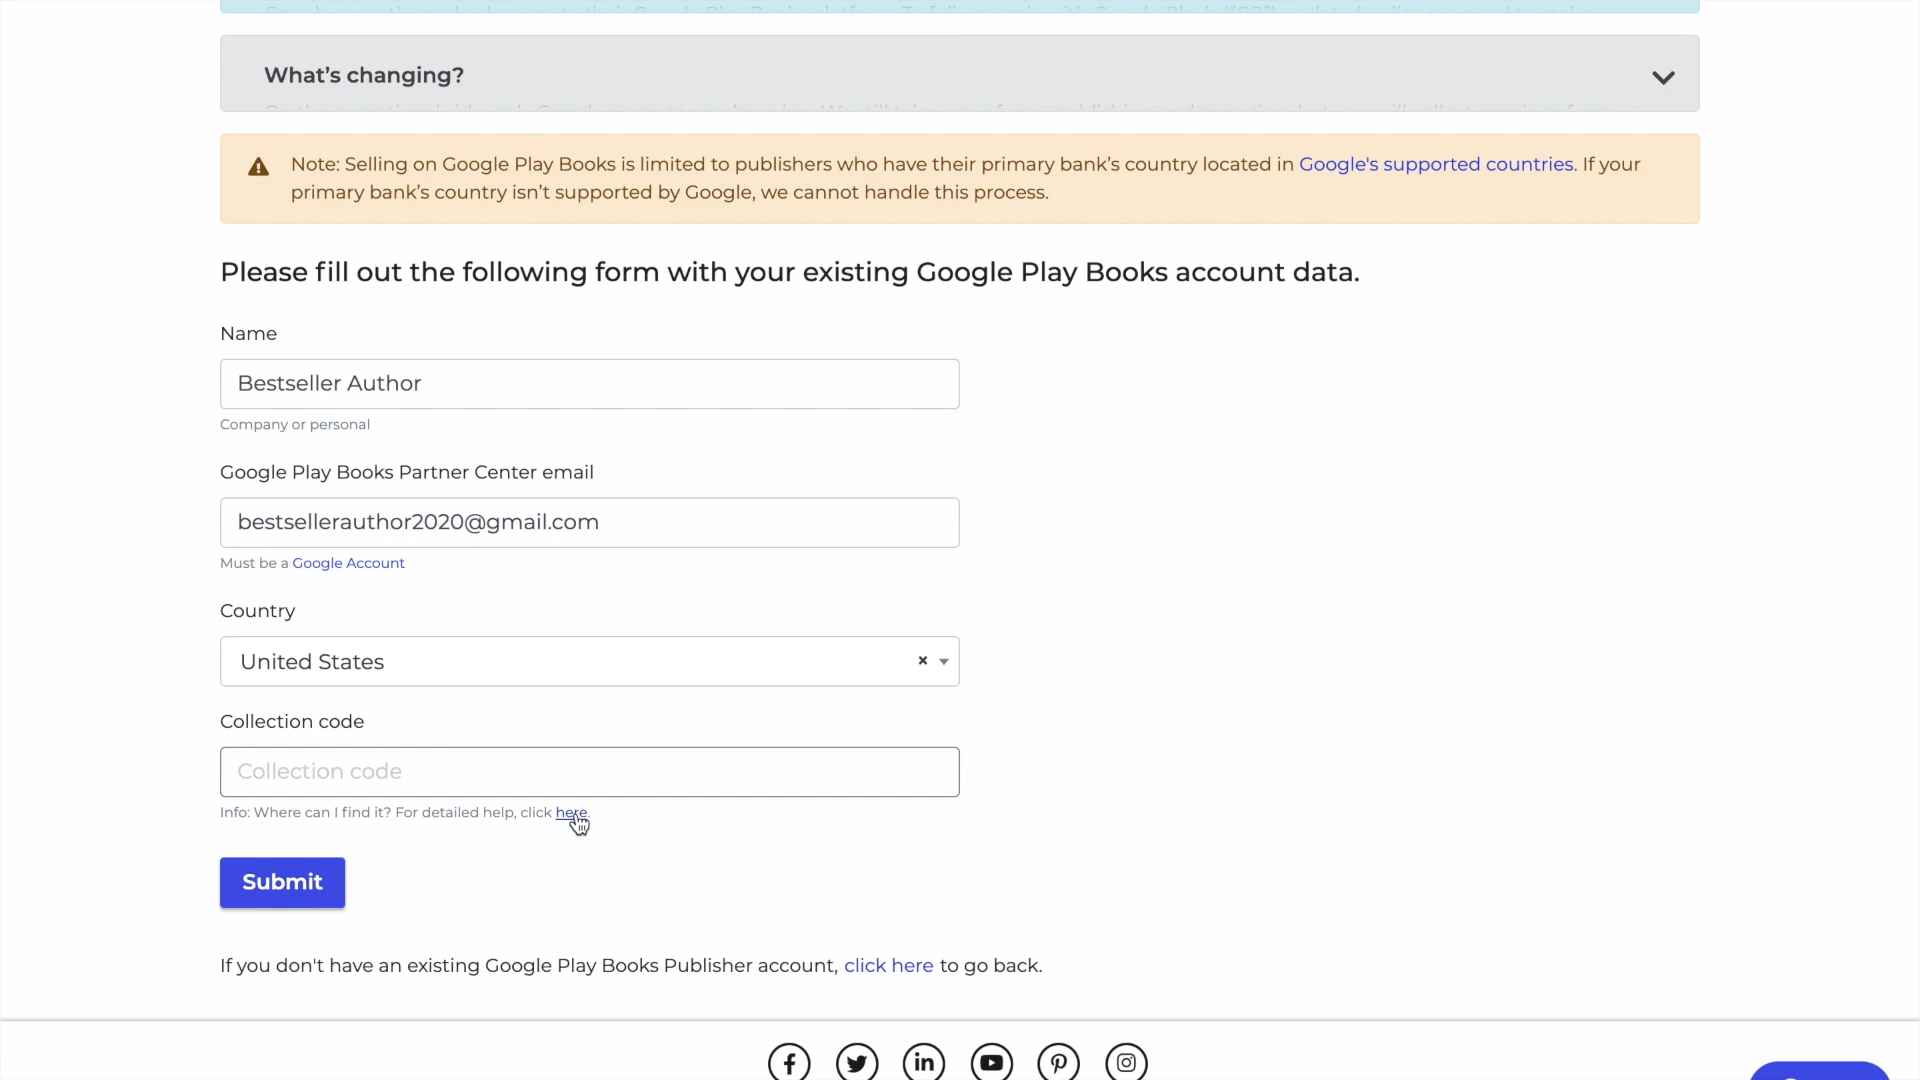 What’s changing?
Note: Selling on Google Play Books is limited to publishers who have their primary bank’s country located in Google's supported countries. If your
primary bank’s country isn’t supported by Google, we cannot handle this process.
Please fill out the following form with your existing Google Play Books account data.
Name
Bestseller Author
Company or personal
Google Play Books Partner Center email
bestsellerauthor2020@gmail.com
Must be a Google Account
Country
United States
Collection code
Collection code
Info: Where can I find it? For detailed help, click here.
Submit
If you don't have an existing Google Play Books Publisher account, click here to go back.